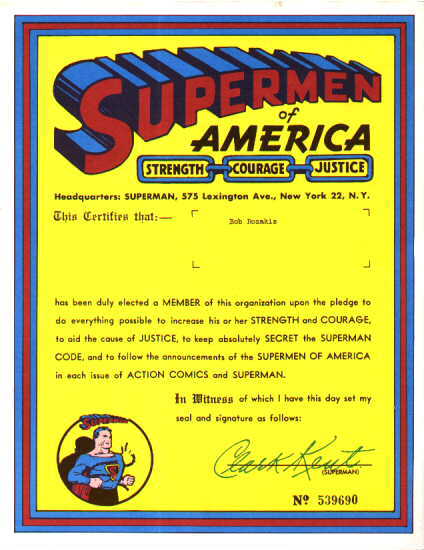 SUPERMEN
of
AMERICA
STRENGTH COURAGE JUSTICE
Headquarters: SUPERMAN, 575 Lexington Ave., New York 22, N. Y.
This Certifies that:—
Bob Rozakis
has been duly elected a MEMBER of this organization upon the pledge to
do everything possible to increase his or her STRENGTH and COURAGE,
to aid the cause of JUSTICE, to keep absolutely SECRET the SUPERMAN
CODE, and to follow the announcements of the SUPERMEN OF AMERICA
in each issue of ACTION COMICS and SUPERMAN.
In Witness of which I have this day set my
seal and signature as follows:
SUPERMAN
Clark Kent
(SUPERMAN)
Nº 539690